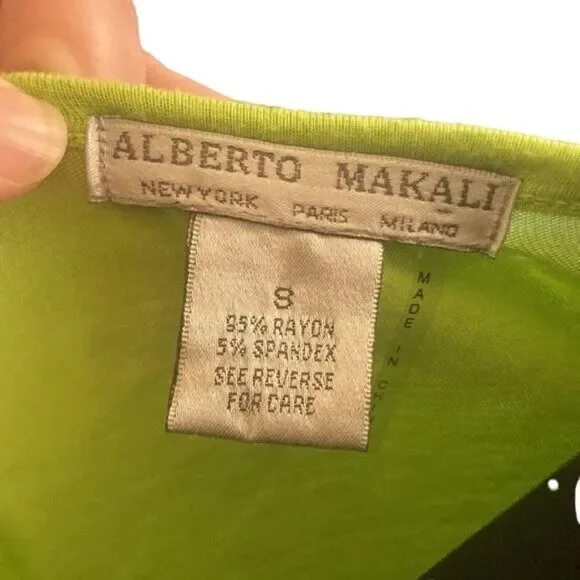 ALBERTO MAKALI
NEW YORK PARIS MILANO
S
95% RAYON
5% SPANDEX
SEE REVERSE
FOR CARE
MADE IN